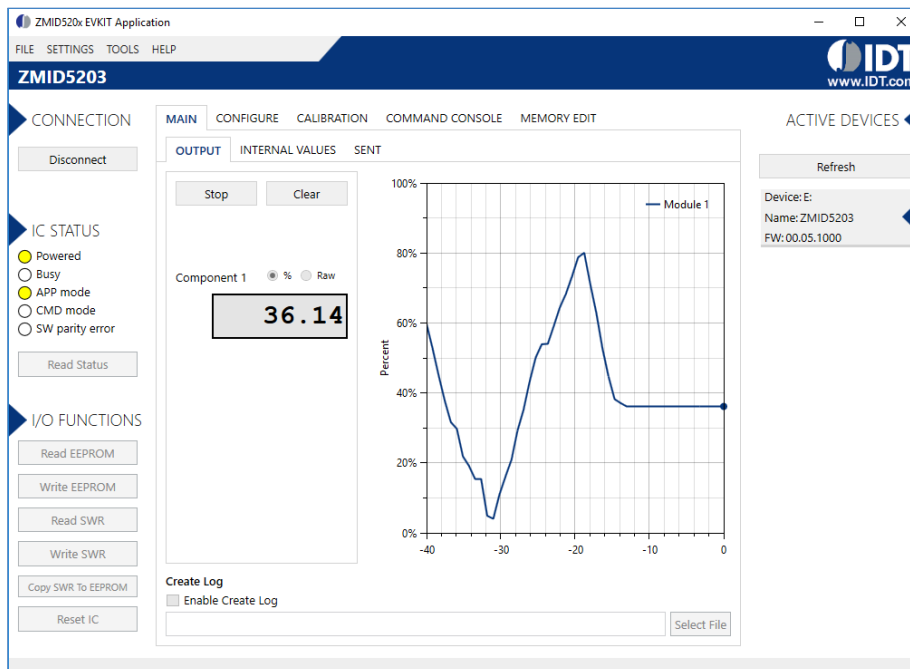 ZMID520x EVKIT Application
FILE SETTINGS TOOLS HELP
ZMID5203
IDT
www.IDT.com
CONNECTION
Disconnect
IC STATUS
Powered
Busy
APP mode
CMD mode
SW parity error
Read Status
I/O FUNCTIONS
Read EEPROM
Write EEPROM
Read SWR
Write SWR
Copy SWR To EEPROM
Reset IC
MAIN CONFIGURE CALIBRATION COMMAND CONSOLE MEMORY EDIT
OUTPUT INTERNAL VALUES SENT
Stop Clear
Component 1 % Raw
36.14
Module 1
Percent
100%
80%
60%
40%
20%
0%
-40 -30 -20 -10 0
Create Log
Enable Create Log
Select File
ACTIVE DEVICES
Refresh
Device: E:
Name: ZMID5203
FW: 00.05.1000